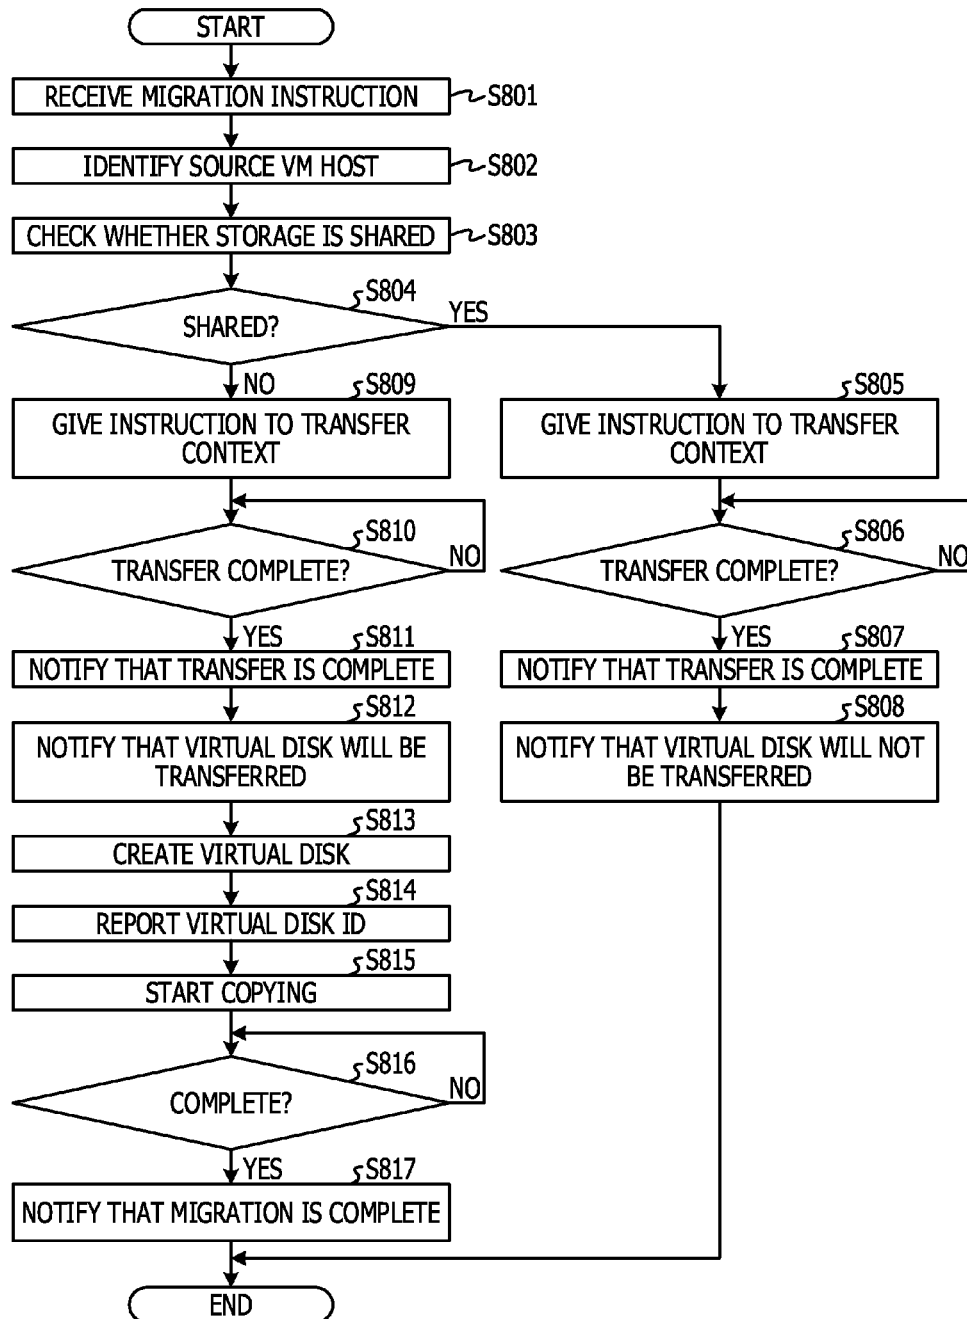 START
RECEIVE MIGRATION INSTRUCTION
S801
IDENTIFY SOURCE VM HOST
S802
CHECK WHETHER STORAGE IS SHARED
S803
S804
SHARED?
YES
NO
S809
GIVE INSTRUCTION TO TRANSFER
CONTEXT
S810
TRANSFER COMPLETE?
NO
YES
S811
NOTIFY THAT TRANSFER IS COMPLETE
S812
NOTIFY THAT VIRTUAL DISK WILL BE
TRANSFERRED
S813
CREATE VIRTUAL DISK
S814
REPORT VIRTUAL DISK ID
S815
START COPYING
S816
COMPLETE?
NO
YES
S817
NOTIFY THAT MIGRATION IS COMPLETE
S805
GIVE INSTRUCTION TO TRANSFER
CONTEXT
S806
TRANSFER COMPLETE?
NO
YES
S807
NOTIFY THAT TRANSFER IS COMPLETE
S808
NOTIFY THAT VIRTUAL DISK WILL NOT
BE TRANSFERRED
END